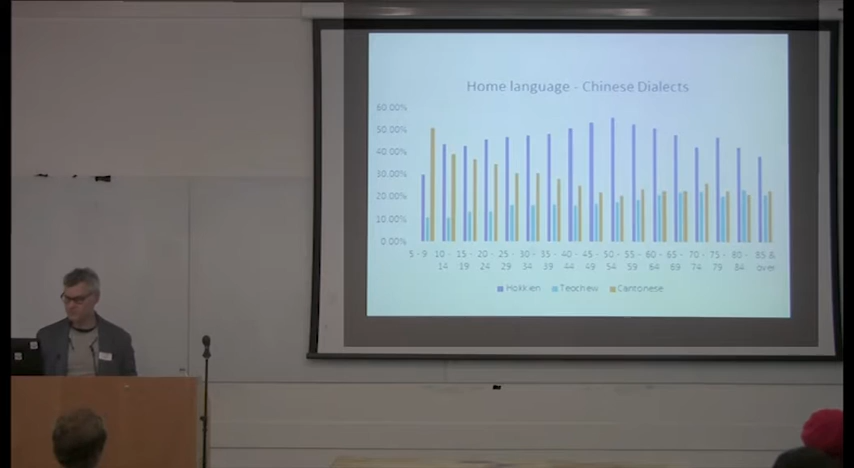 Home language - Chinese Dialects
60.00%
50.00%
40.00%
30.00%
20.00%
10.00%
0.00%
5 - 9 10 - 15 - 20 - 25 - 30 - 35 - 40 - 45 - 50 - 55 - 60 - 65 - 70 - 75 - 80 - 85 &
14 19 24 29 34 39 44 49 54 59 64 69 74 79 84 over
Hokkien Teochew Cantonese